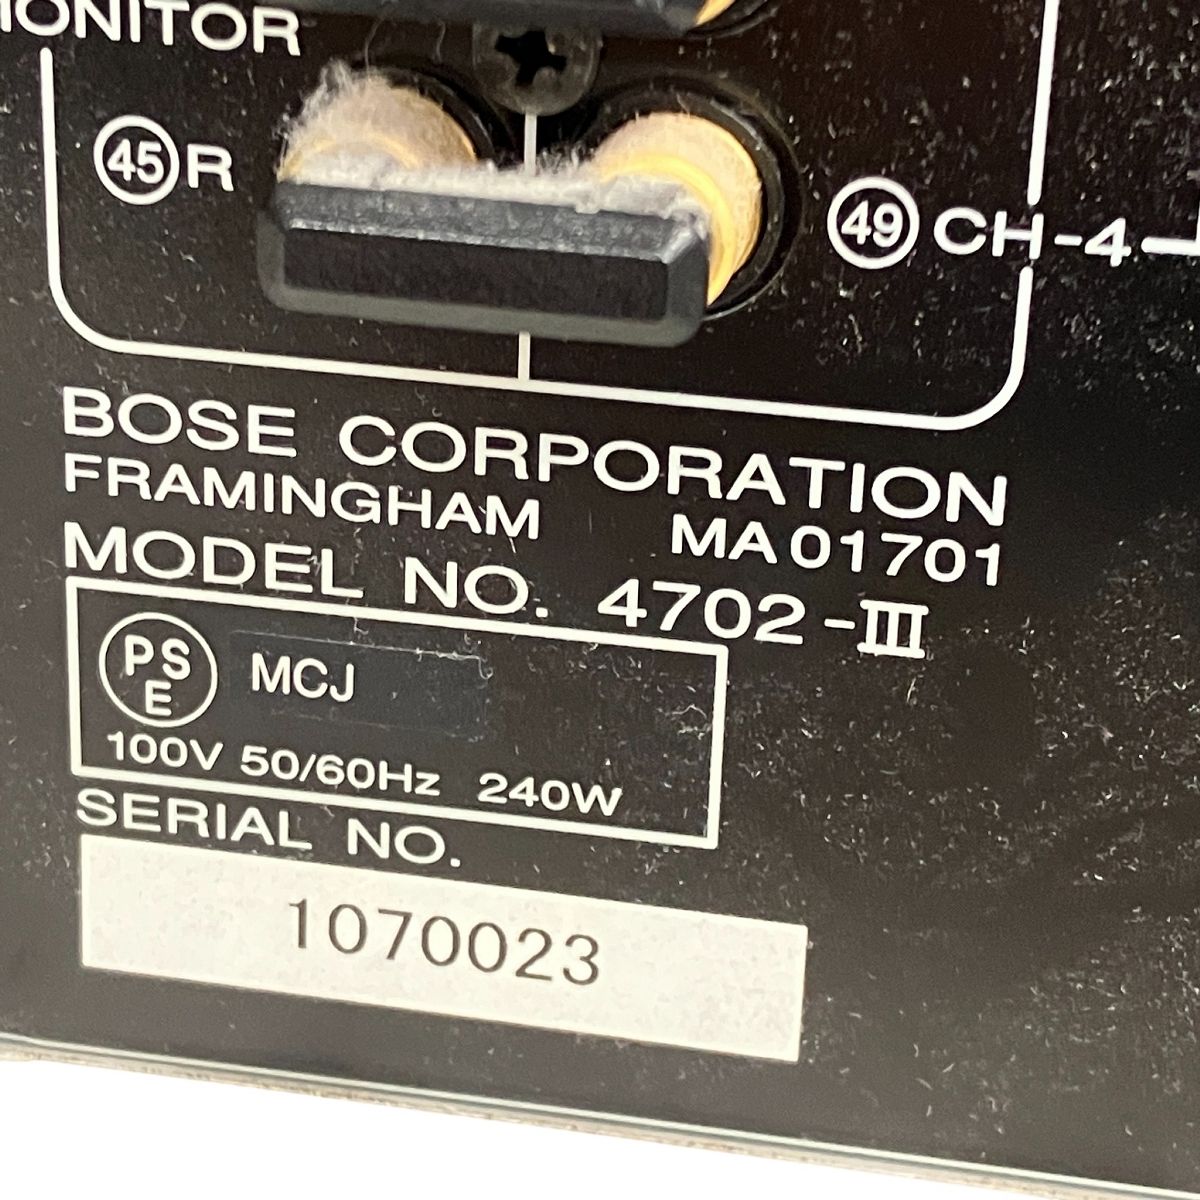 MONITOR
45 R
49 CH-4
BOSE CORPORATION
FRAMINGHAM MA 01701
MODEL NO. 4702-III
PSE MCJ
100V 50/60Hz 240W
SERIAL NO.
1070023